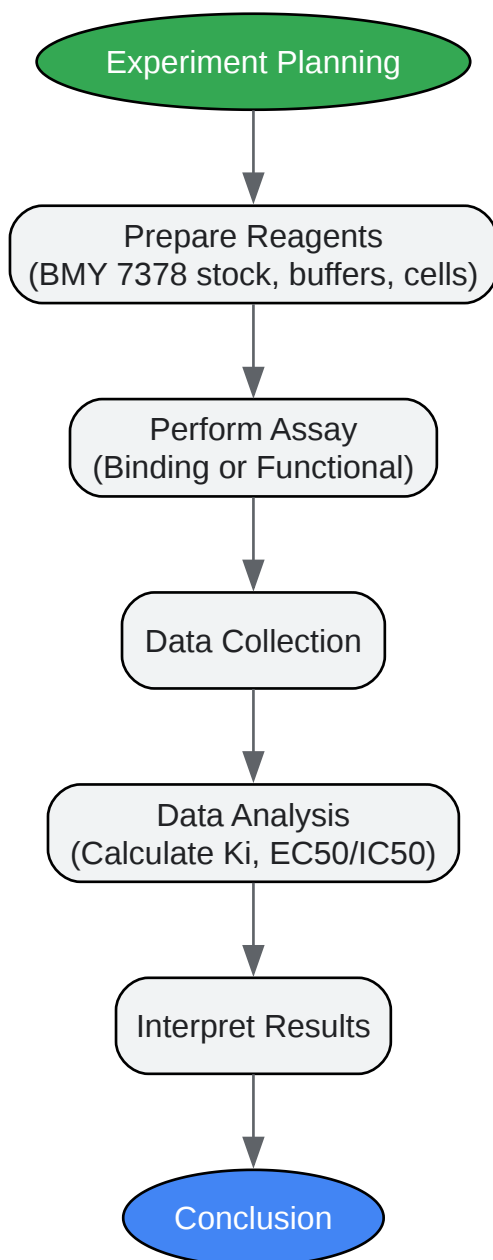 Experiment Planning
Prepare Reagents
(BMY 7378 stock, buffers, cells)
Perform Assay
(Binding or Functional)
Data Collection
Data Analysis
(Calculate Ki, EC50/IC50)
Interpret Results
Conclusion